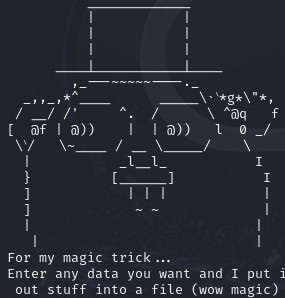 For my magic trick...
Enter any data you want and I put i
out stuff into a file (wow magic)